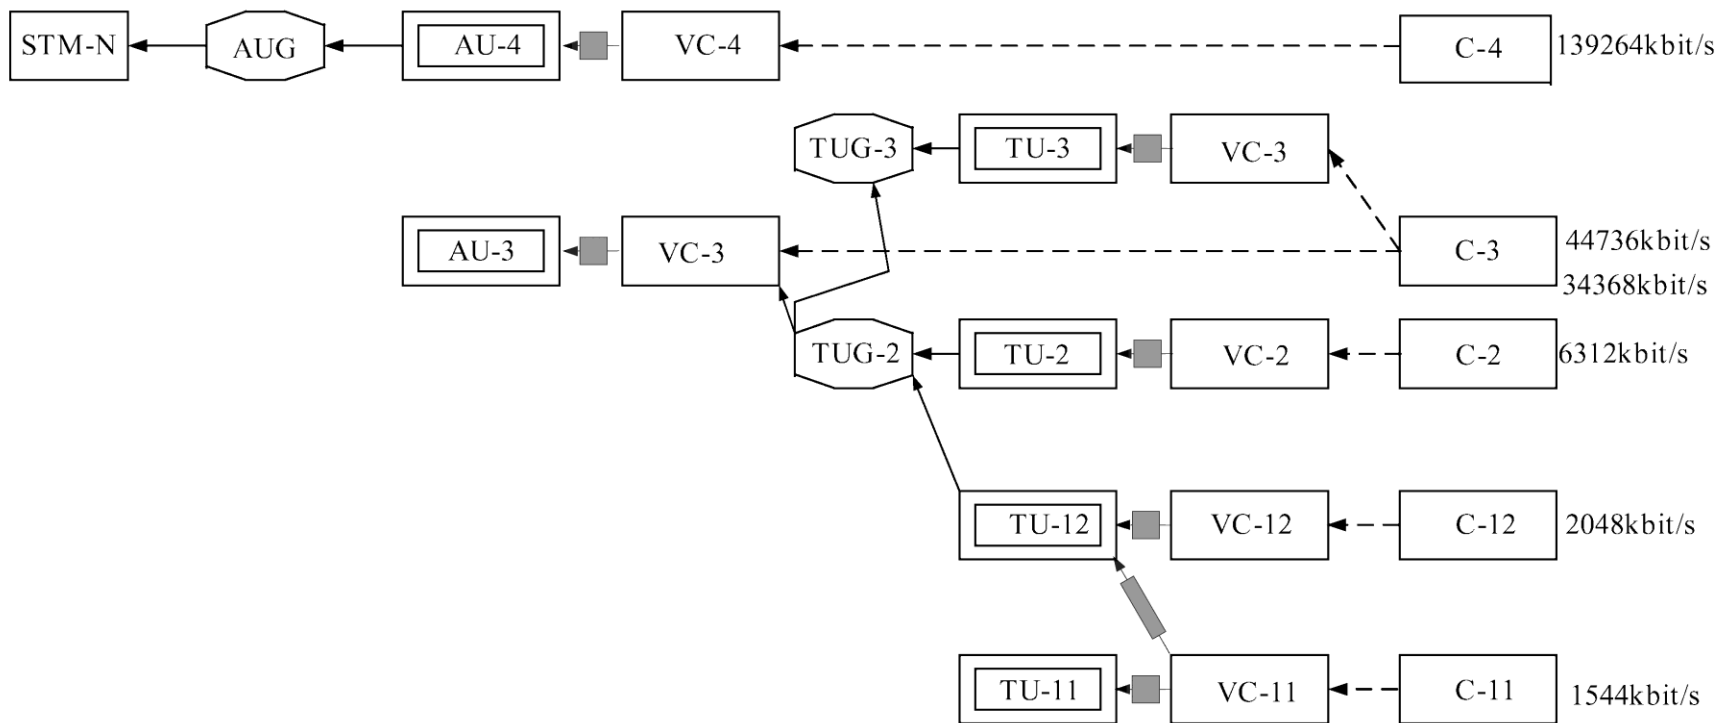 STM-N
AUG
AU-4
VC-4
C-4
139264kbit/s
TUG-3
TU-3
VC-3
AU-3
VC-3
C-3
44736kbit/s
34368kbit/s
TUG-2
TU-2
VC-2
C-2
6312kbit/s
TU-12
VC-12
C-12
2048kbit/s
TU-11
VC-11
C-11
1544kbit/s